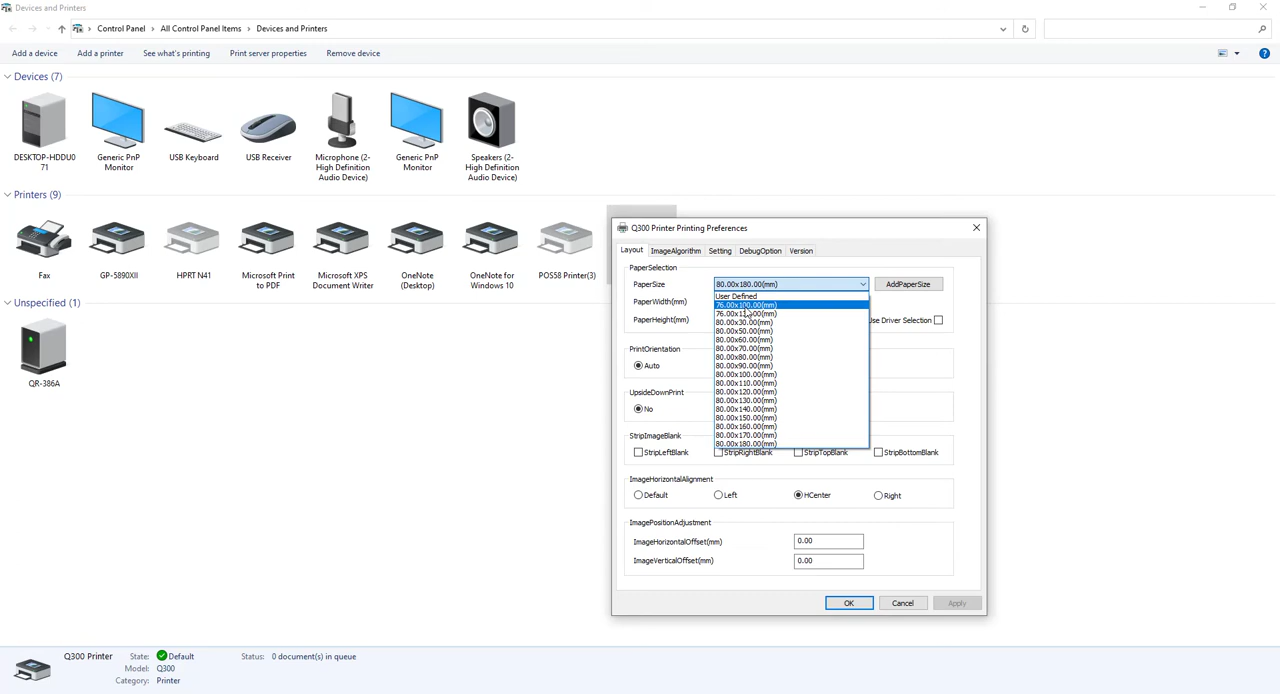 Devices and Printers
Control Panel All Control Panel Items Devices and Printers
Add a device Add a printer See what's printing Print server properties Remove device
Devices (7)
DESKTOP-HDDU0
71
Generic PnP
Monitor
USB Keyboard
USB Receiver
Microphone (2-
High Definition
Audio Device)
Generic PnP
Monitor
Speakers (2-
High Definition
Audio Device)
Printers (9)
Fax
GP-5890XII
HPRT N41
Microsoft Print
to PDF
Microsoft XPS
Document Writer
OneNote
(Desktop)
OneNote for
Windows 10
POS58 Printer(3)
Unspecified (1)
QR-386A
Q300 Printer Printing Preferences
Layout ImageAlgorithm Setting DebugOption Version
PaperSelection
PaperSize 80.00x180.00(mm) AddPaperSize
PaperWidth(mm)
PaperHeight(mm) Use Driver Selection
User Defined
76.00x100.00(mm)
80.00x30.00(mm)
80.00x50.00(mm)
80.00x60.00(mm)
80.00x70.00(mm)
80.00x80.00(mm)
80.00x90.00(mm)
80.00x100.00(mm)
80.00x110.00(mm)
80.00x120.00(mm)
80.00x130.00(mm)
80.00x140.00(mm)
80.00x150.00(mm)
80.00x160.00(mm)
80.00x170.00(mm)
80.00x180.00(mm)
PrintOrientation
Auto
UpsideDownPrint
No
StripImageBlank
StripLeftBlank StripRightBlank StripTopBlank StripBottomBlank
ImageHorizontalAlignment
Default Left HCenter Right
ImagePositionAdjustment
ImageHorizontalOffset(mm) 0.00
ImageVerticalOffset(mm) 0.00
OK Cancel Apply
Q300 Printer State: Default Status: 0 document(s) in queue
Model: Q300
Category: Printer